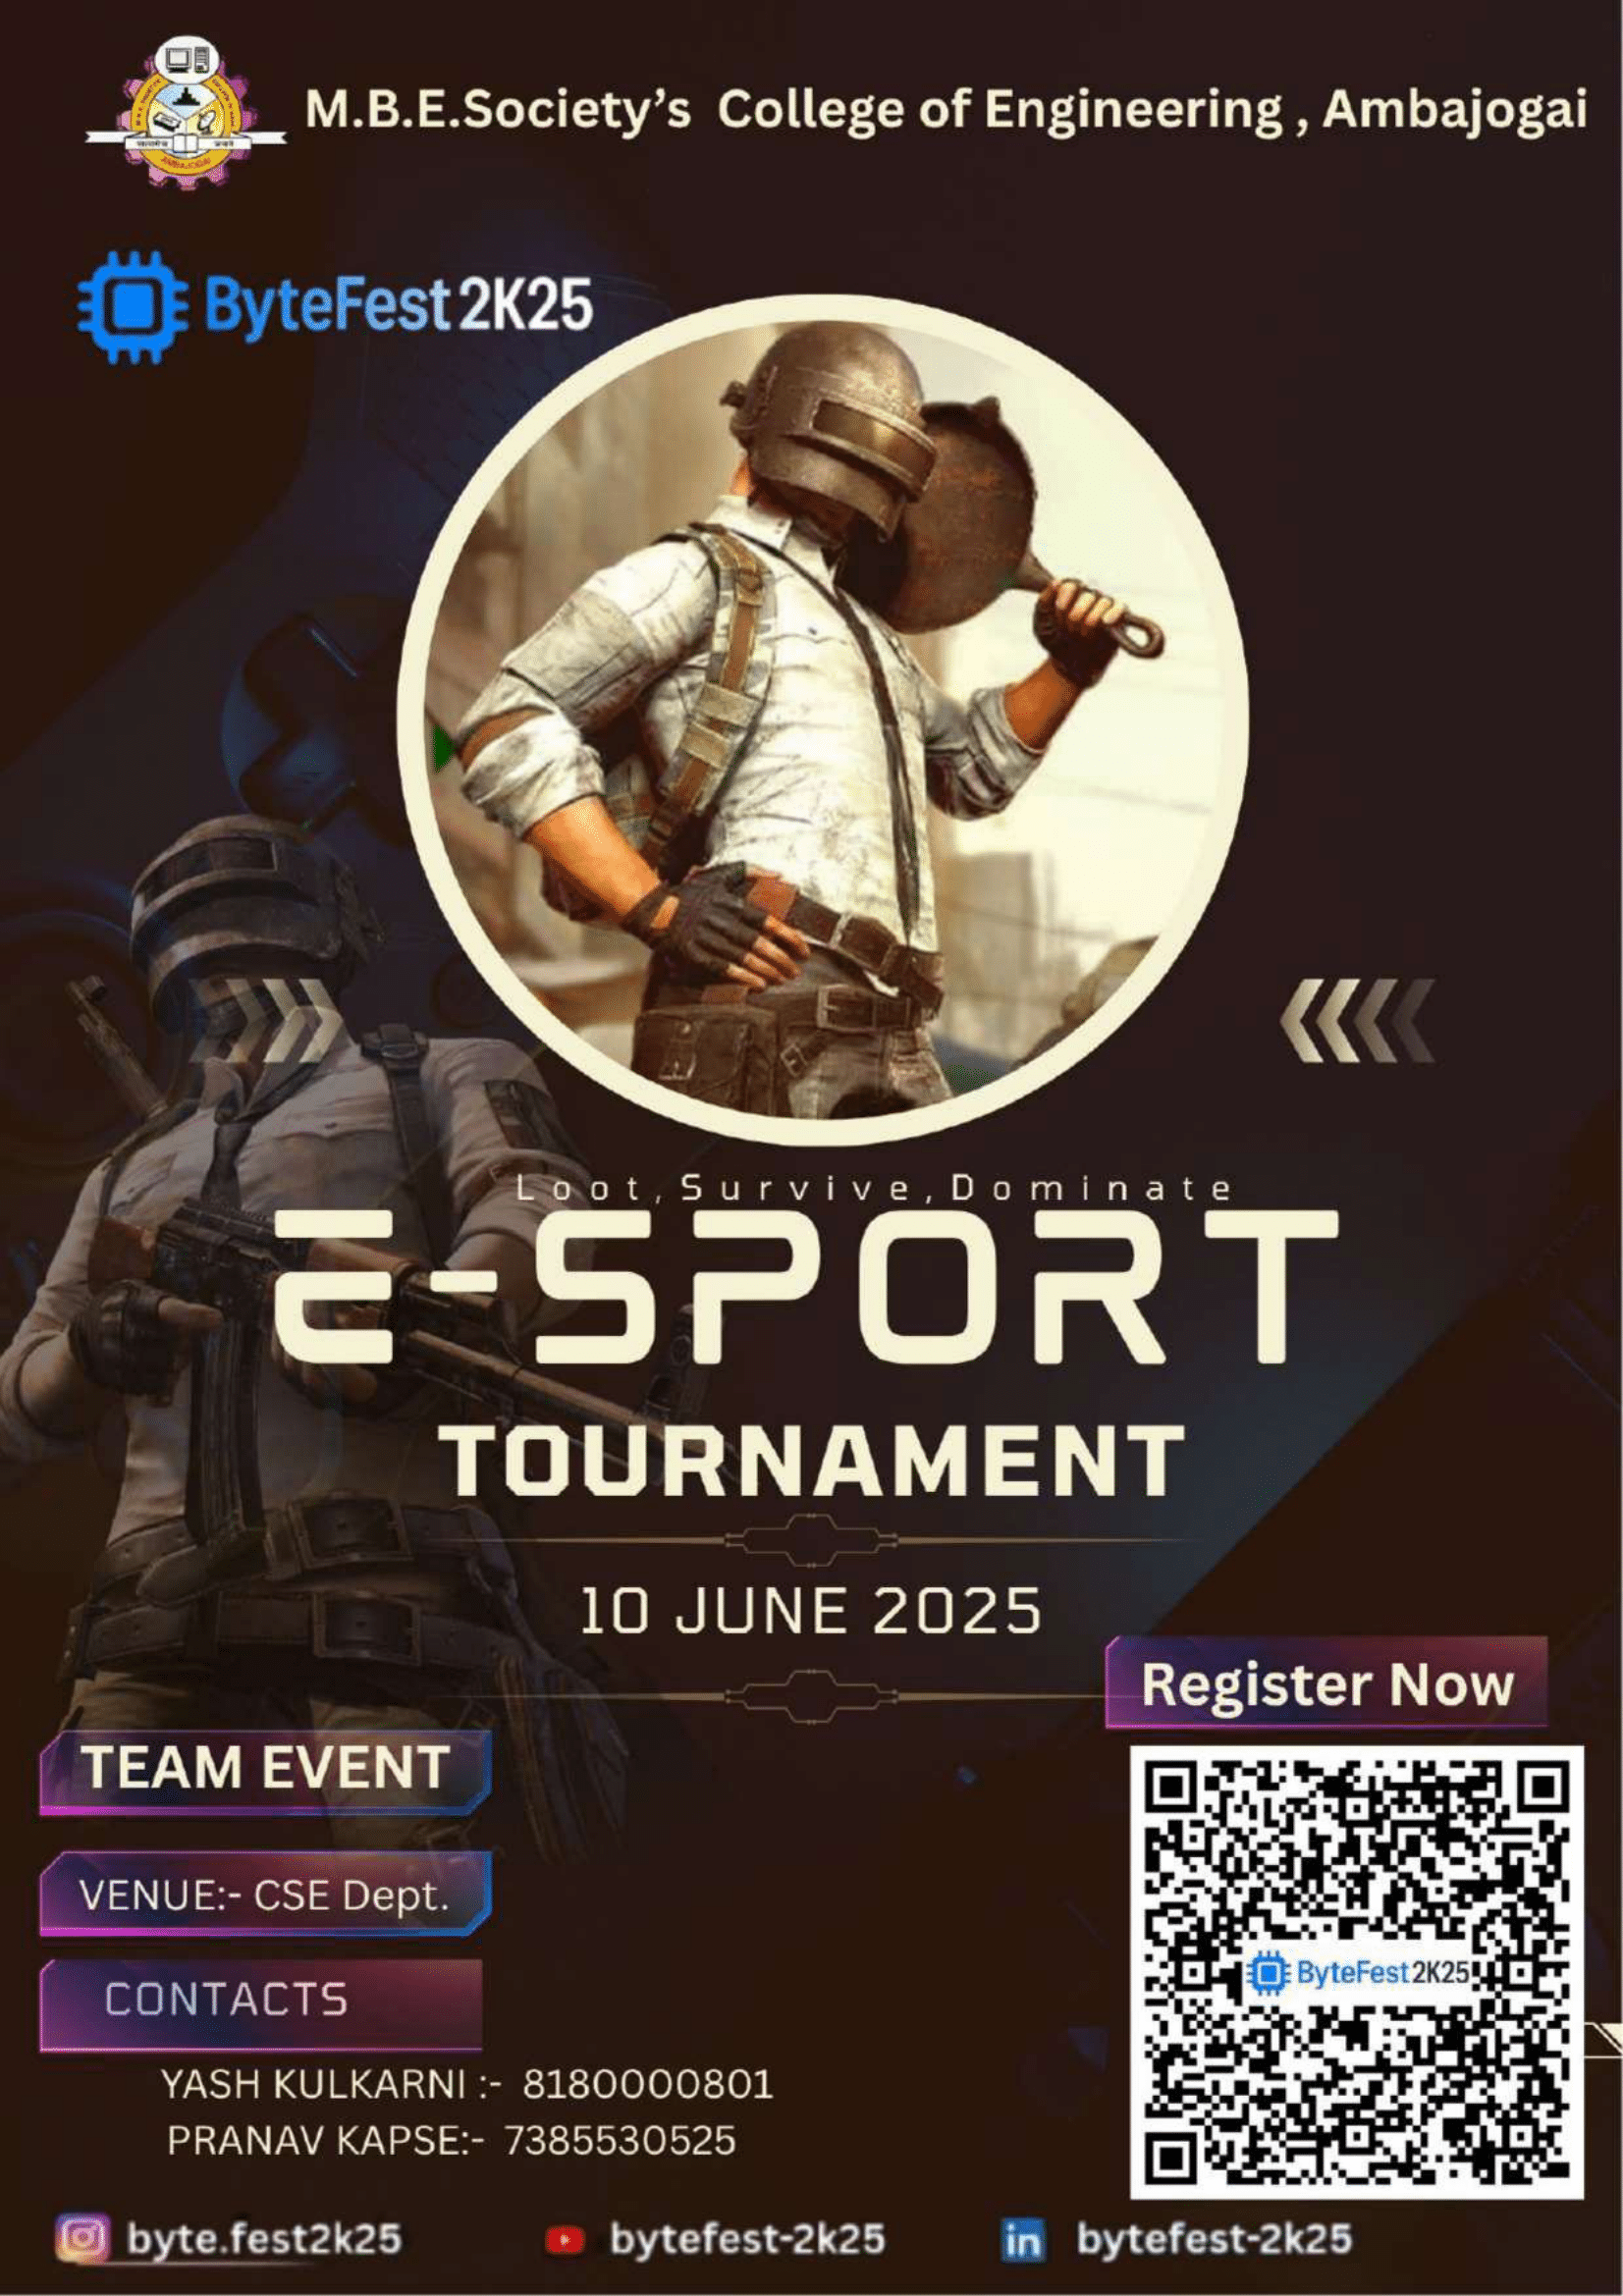 M.B.E.Society's College of Engineering , Ambajogai
ByteFest 2K25
Loot,Survive,Dominate
E-SPORT
TOURNAMENT
10 JUNE 2025
Register Now
TEAM EVENT
VENUE:- CSE Dept.
CONTACTS
ByteFest 2K25
YASH KULKARNI :- 8180000801
PRANAV KAPSE:- 7385530525
byte.fest2k25
bytefest-2k25
bytefest-2k25